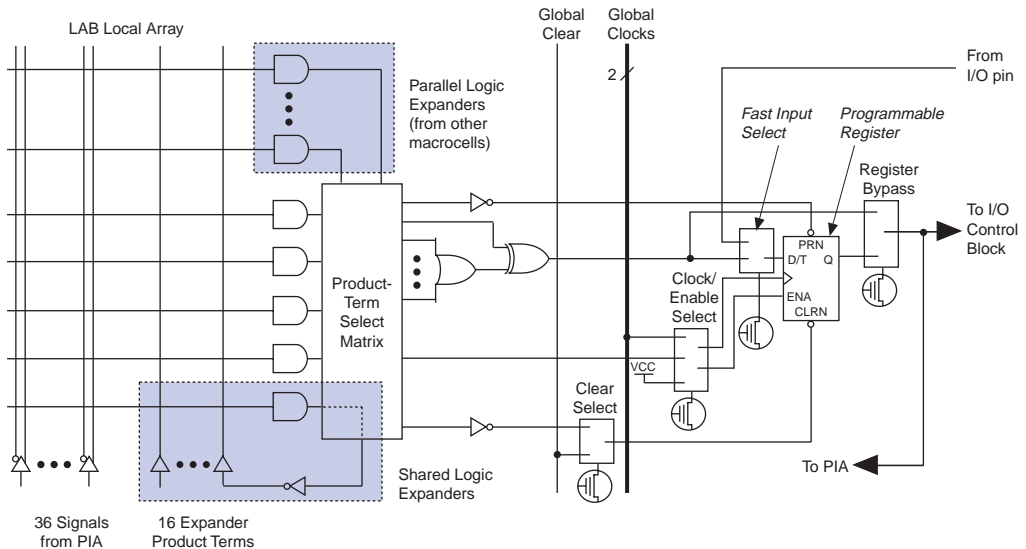 LAB Local Array
Global
Clear
Global
Clocks
2
From
I/O pin
Parallel Logic
Expanders
(from other
macrocells)
Fast Input
Select
Programmable
Register
Register
Bypass
To I/O
Control
Block
PRN
D/T
Q
ENA
CLRN
Product-
Term
Select
Matrix
Clock/
Enable
Select
VCC
Clear
Select
Shared Logic
Expanders
To PIA
36 Signals
from PIA
16 Expander
Product Terms